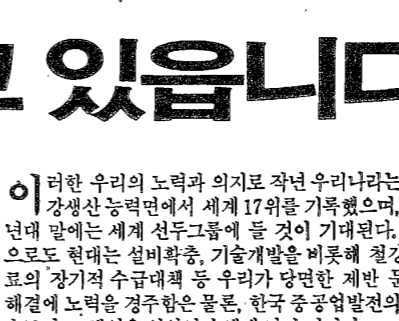 고 있읍니다
이러한 우리의 노력과 의지로 작년 우리나라는
강생산능력면에서 세계 17위를 기록했으며,
년대 말에는 세계 선두그룹에 들 것이 기대된다.
으로도 현대는 설비확충, 기술개발을 비롯해 철강
료의 장기적 수급대책 등 우리가 당면한 제반
해결에 노력을 경주함은 물론, 한국 중공업발전의